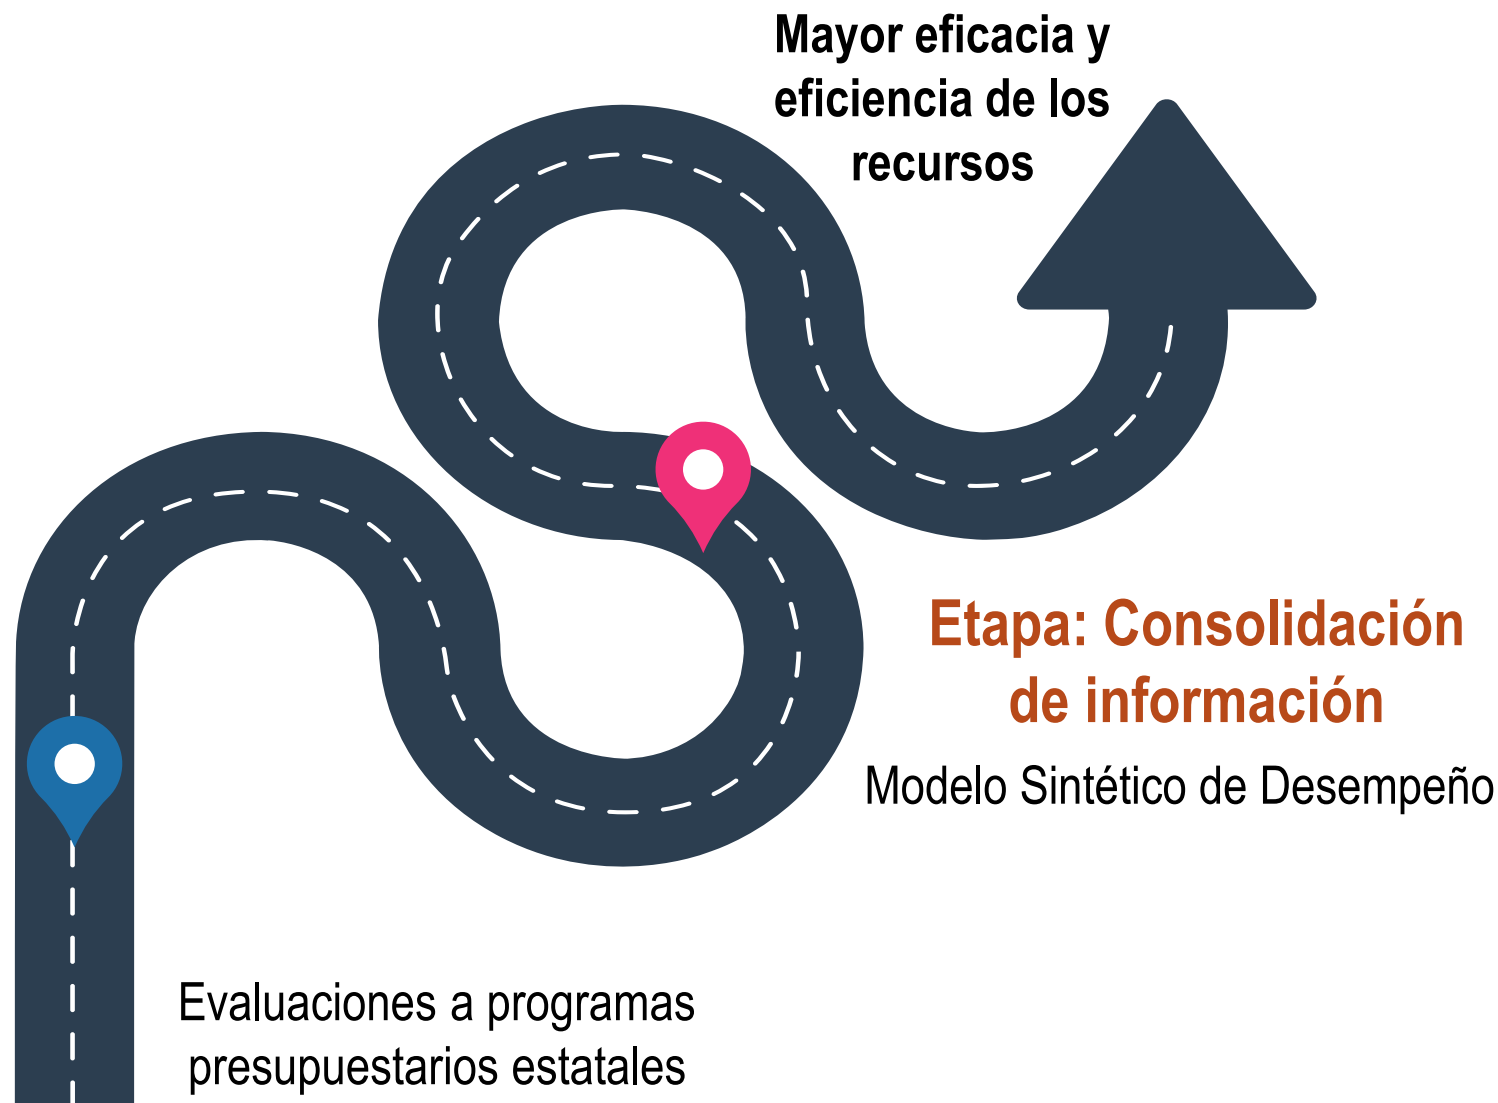 Mayor eficacia y
eficiencia de los
recursos
Etapa: Consolidación
de información
Modelo Sintético de Desempeño
Evaluaciones a programas
presupuestarios estatales